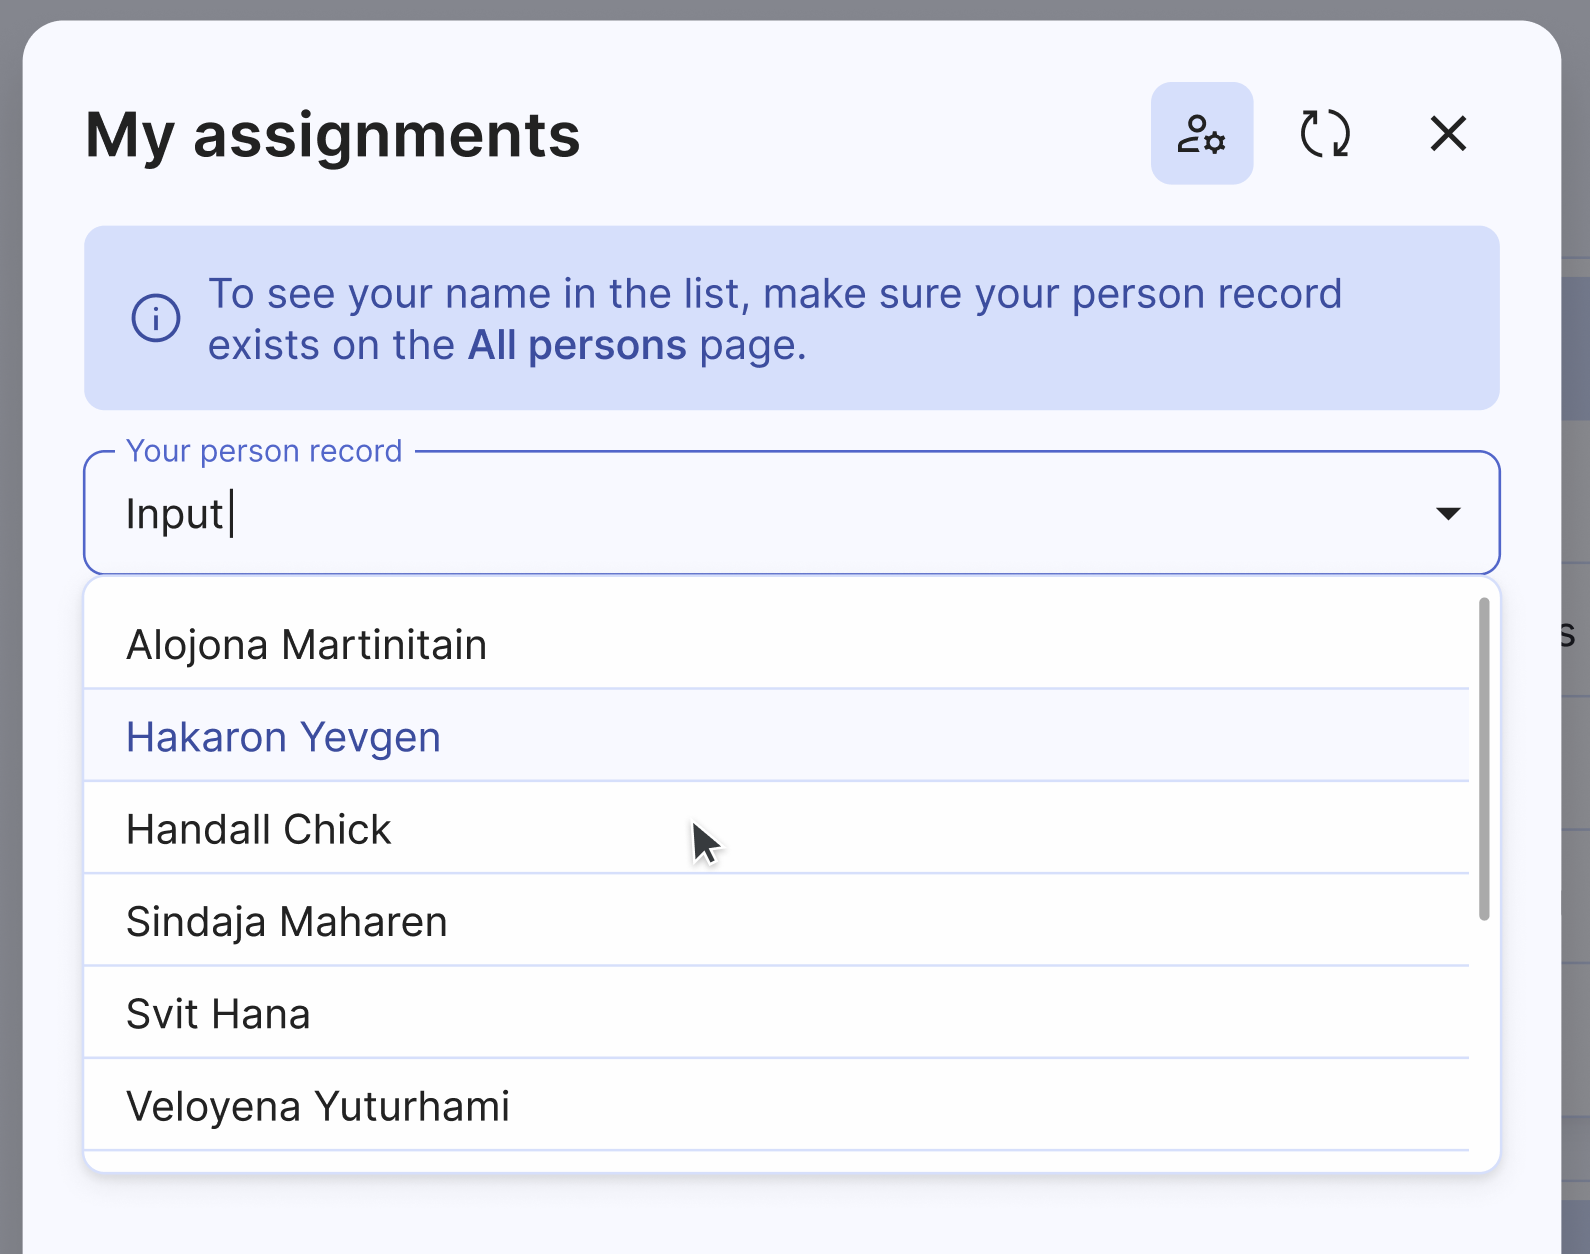 My assignments
To see your name in the list, make sure your person record
exists on the All persons page.
Your person record
Input
Alojona Martinitain
Hakaron Yevgen
Handall Chick
Sindaja Maharen
Svit Hana
Veloyena Yuturhami
s